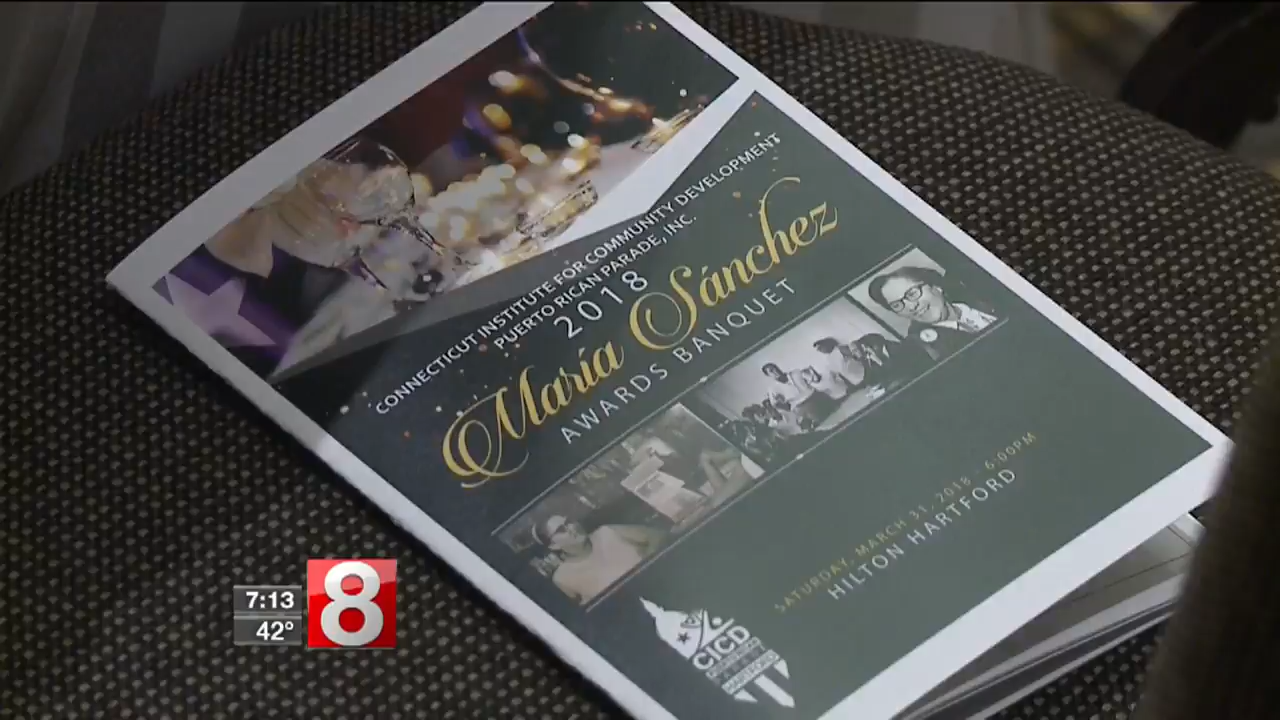 CONNECTICUT INSTITUTE FOR COMMUNITY DEVELOPMENT
PUERTO RICAN PARADE, INC.
2018
María Sánchez
AWARDS BANQUET
SATURDAY, MARCH 31, 2018 - 6:00PM
HILTON HARTFORD
CICD
7:13
42°
8